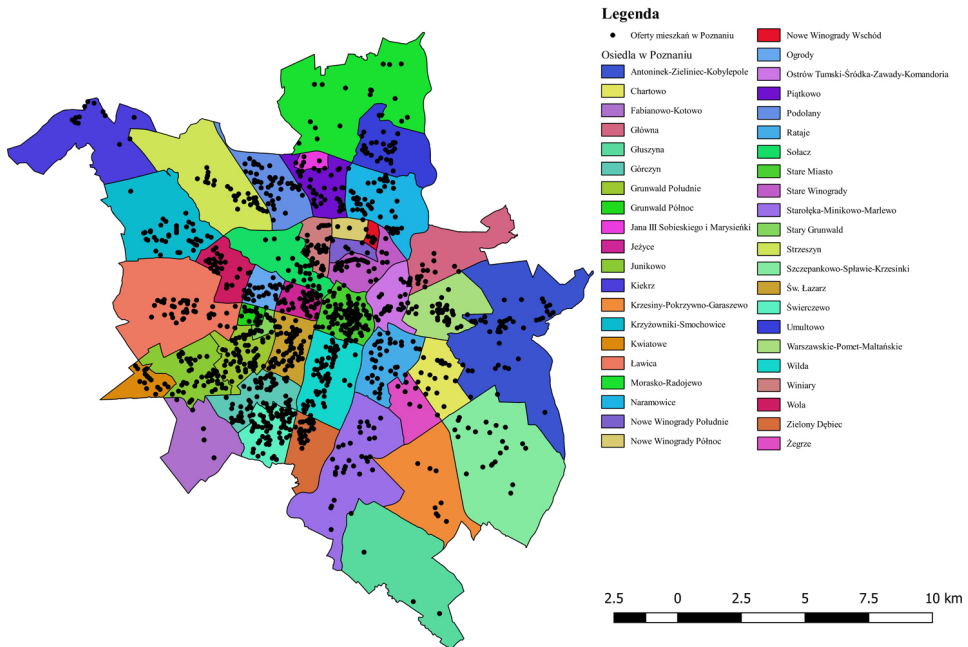 Legenda
Oferty mieszkań w Poznaniu
Osiedla w Poznaniu
Antoninek-Zieliniec-Kobylepole
Chartowo
Fabianowo-Kotowo
Główna
Głuszyna
Górczyn
Grunwald Południe
Grunwald Północ
Jana III Sobieskiego i Marysieńki
Jeżyce
Junikowo
Kiekrz
Krzesiny-Pokrzywno-Garaszewo
Krzyżowniki-Smochowice
Kwiatowe
Ławica
Morasko-Radojewo
Naramowice
Nowe Winogrady Południe
Nowe Winogrady Północ
Nowe Winogrady Wschód
Ogrody
Ostrów Tumski-Śródka-Zawady-Komandoria
Piątkowo
Podolany
Rataje
Sołacz
Stare Miasto
Stare Winogrady
Starołęka-Minikowo-Marlewo
Stary Grunwald
Strzeszyn
Szczepankowo-Spławie-Krzesinki
Św. Łazarz
Świerczewo
Umultowo
Warszawskie-Pomet-Maltańskie
Wilda
Winiary
Wola
Zielony Dębiec
Żegrze
2.5 0 2.5 5 7.5 10 km